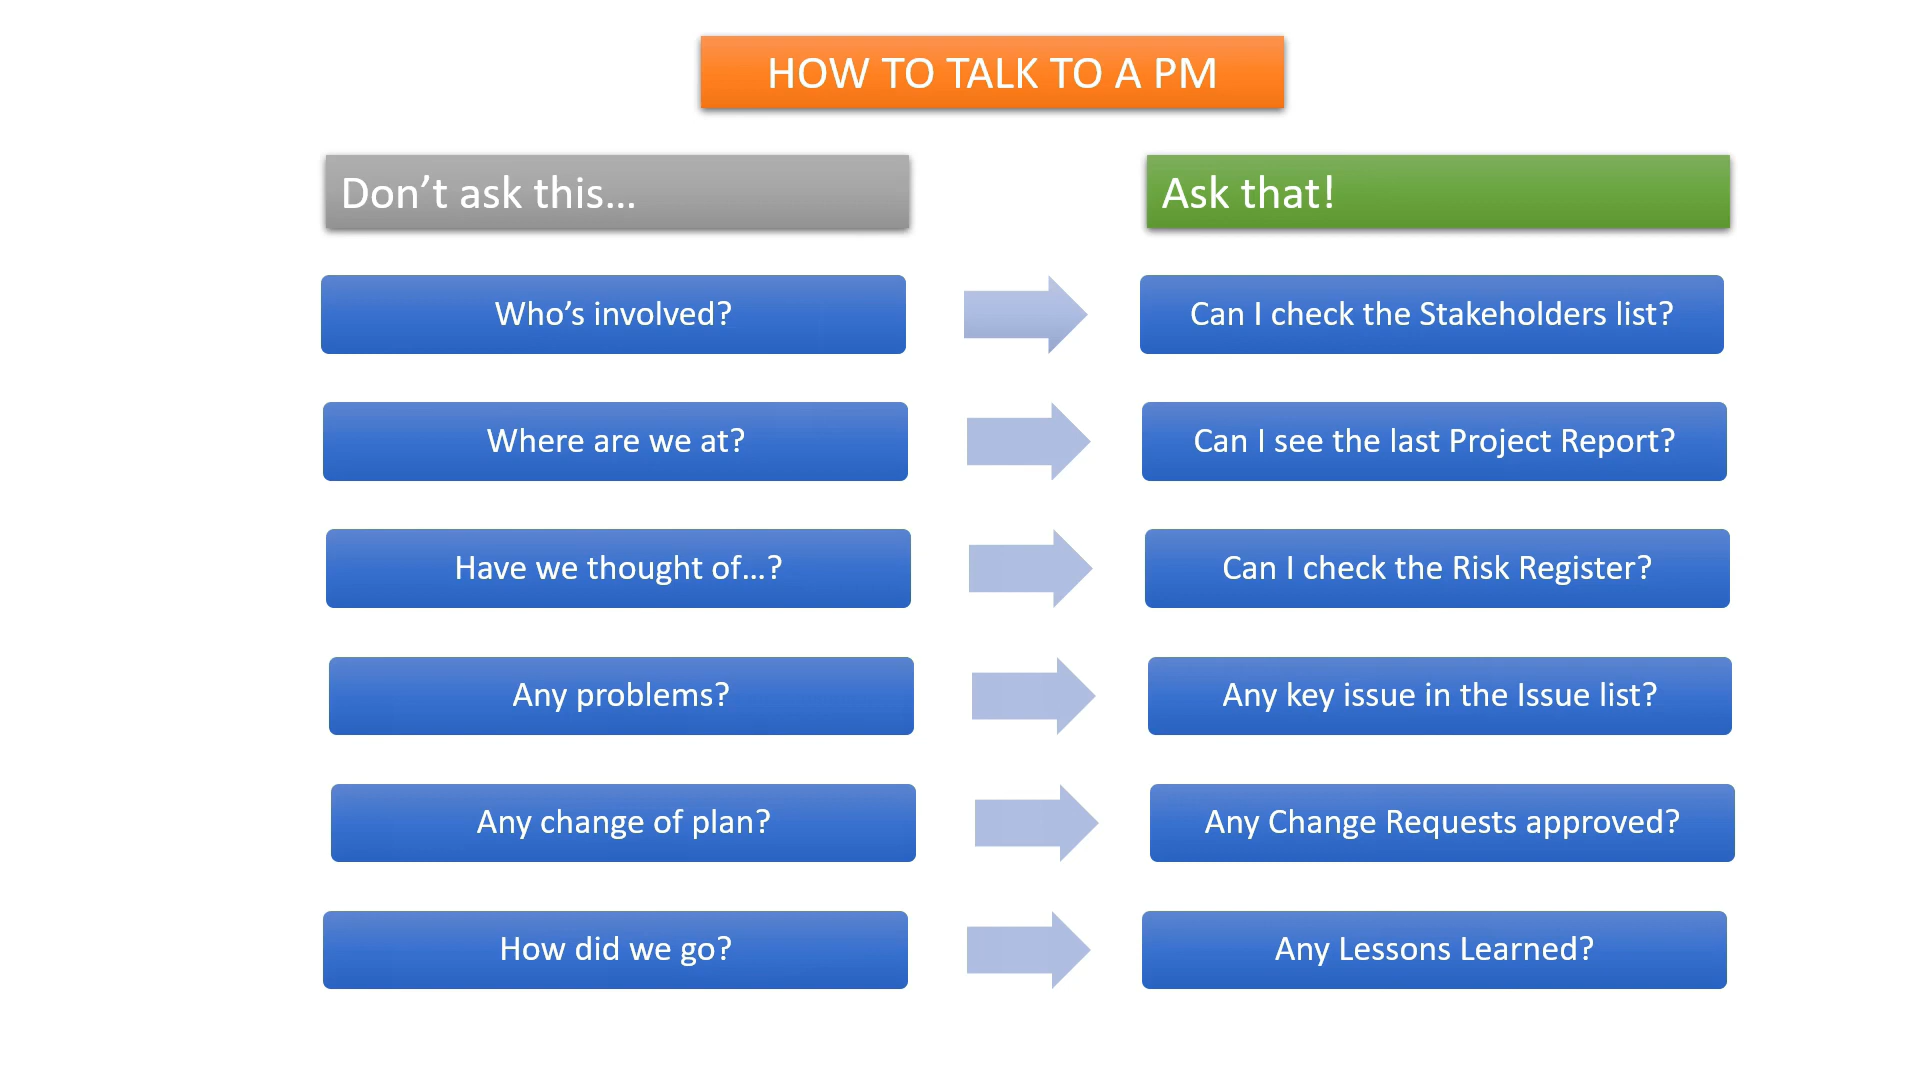 HOW TO TALK TO A PM
Don’t ask this...
Ask that!
Who’s involved?
Can I check the Stakeholders list?
Where are we at?
Can I see the last Project Report?
Have we thought of...?
Can I check the Risk Register?
Any problems?
Any key issue in the Issue list?
Any change of plan?
Any Change Requests approved?
How did we go?
Any Lessons Learned?